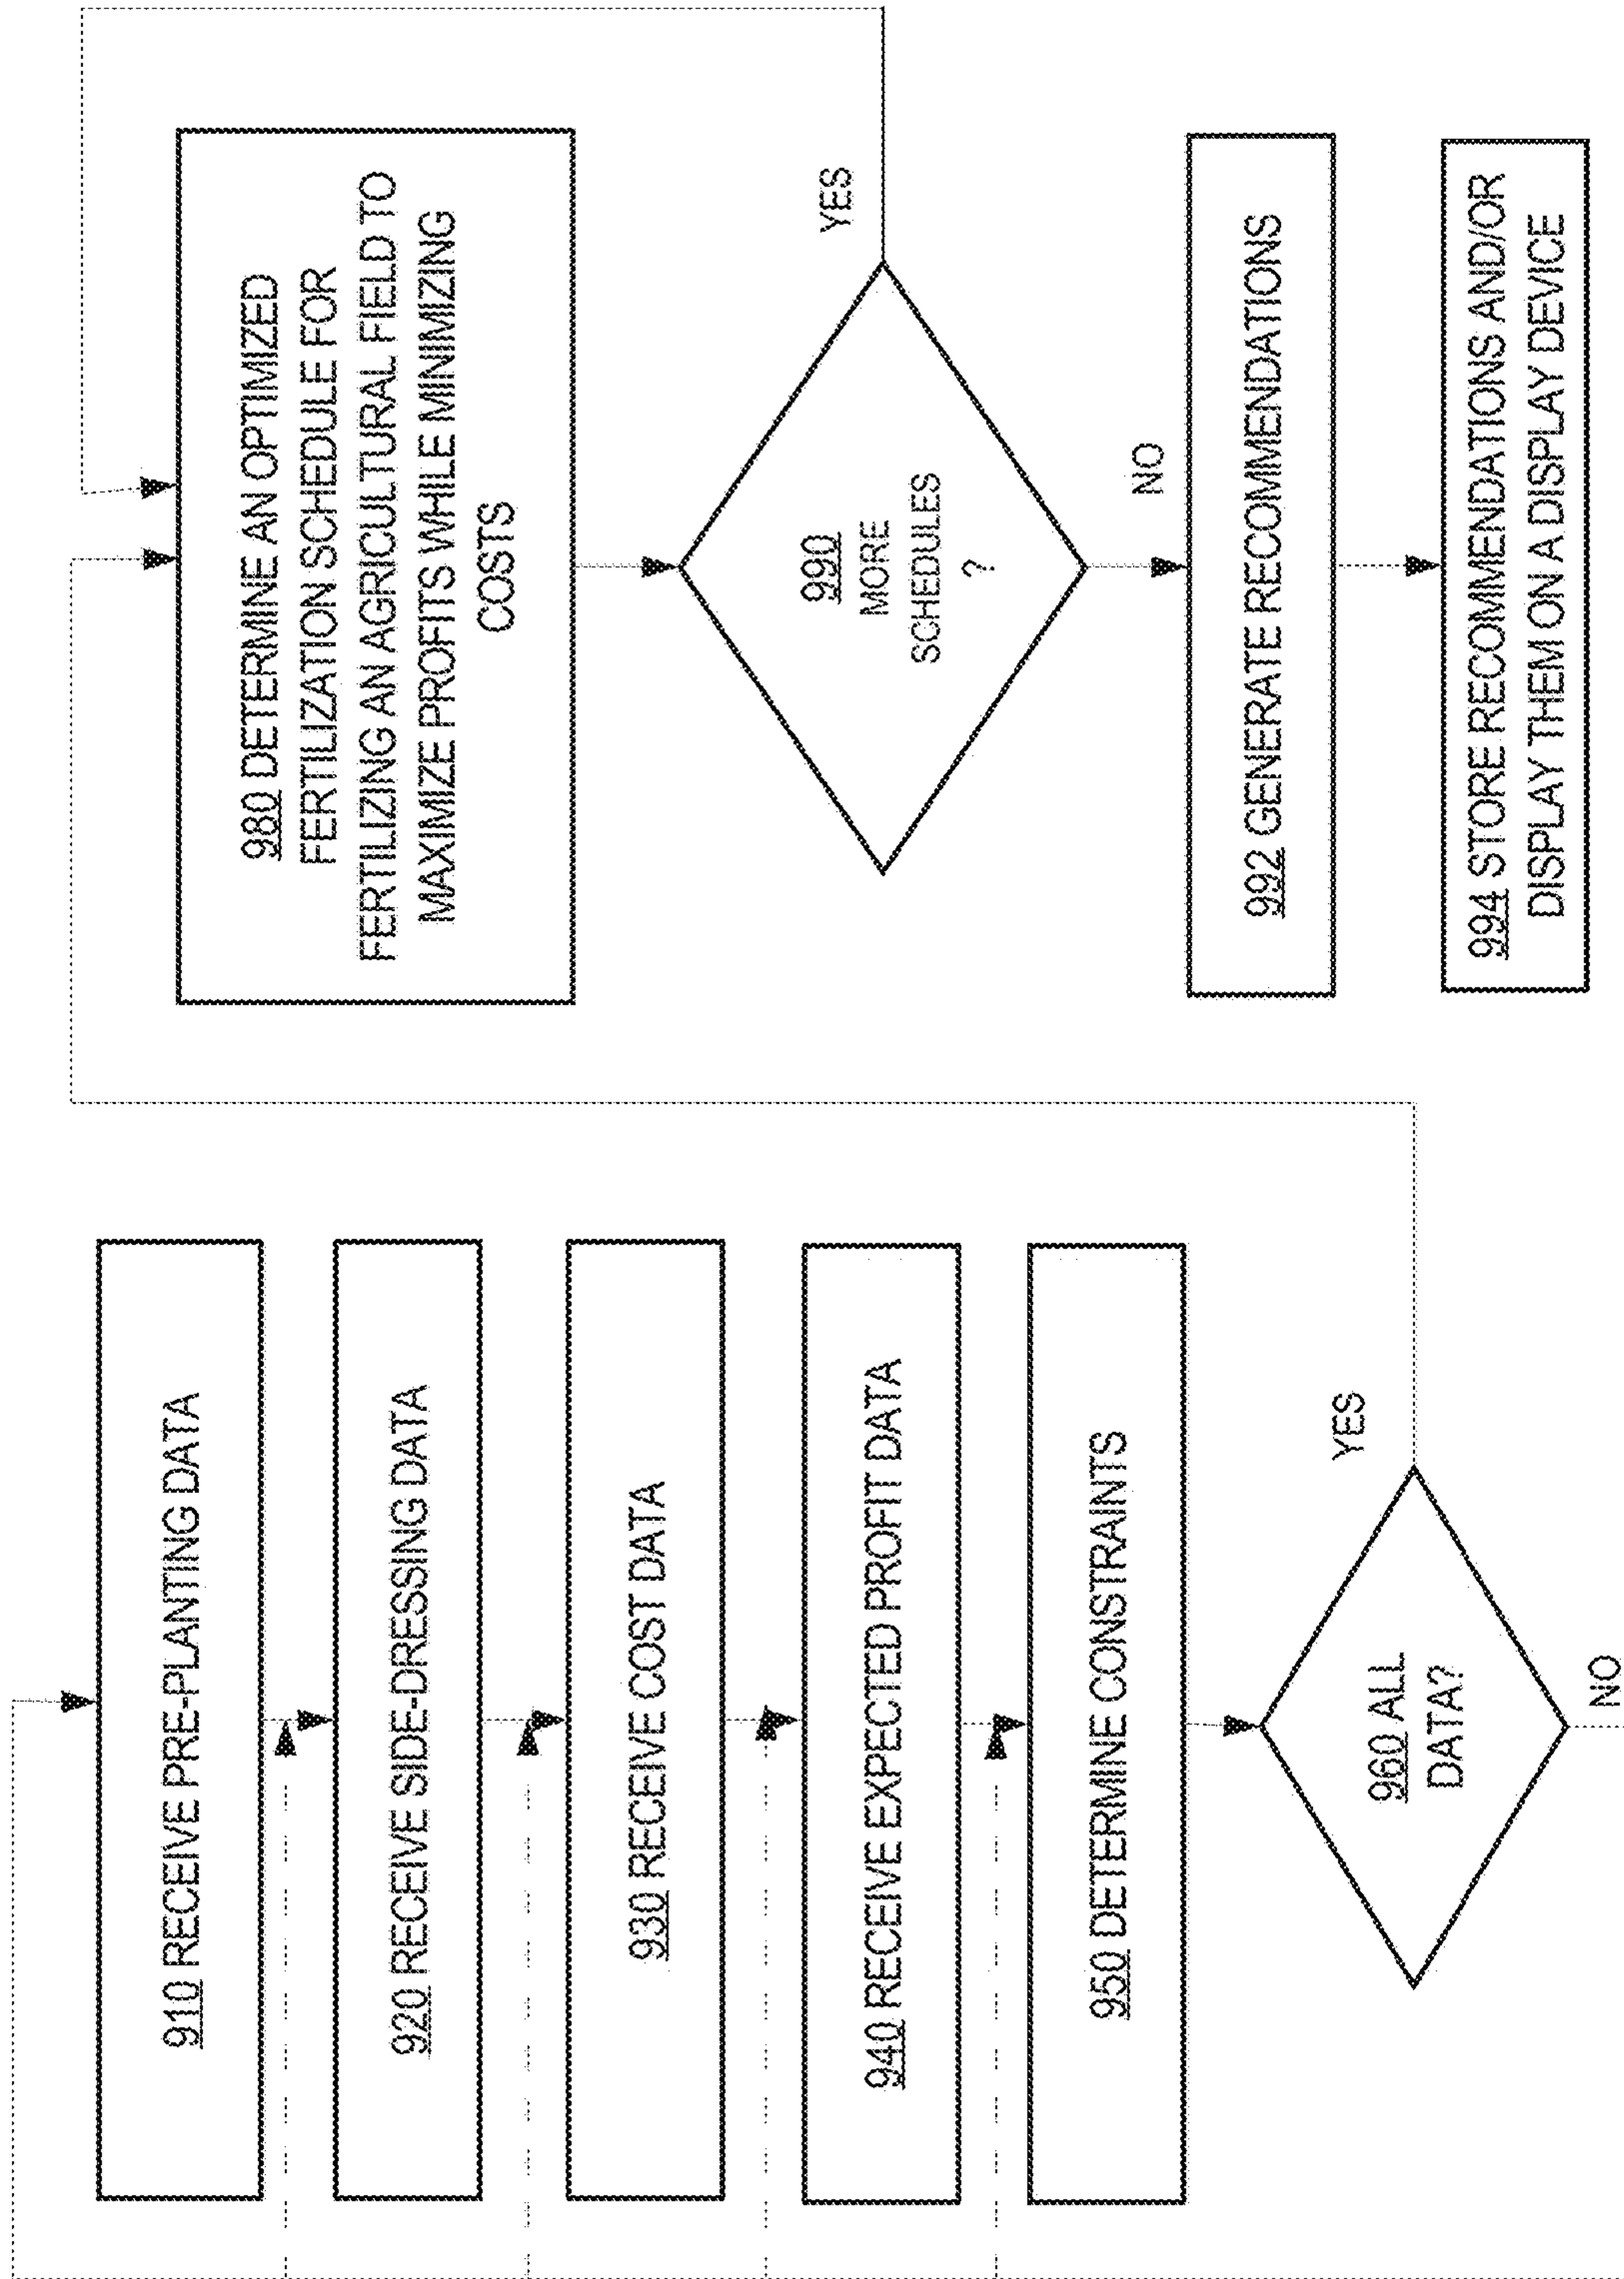 910 RECEIVE PRE-PLANTING DATA
920 RECEIVE SIDE-DRESSING DATA
930 RECEIVE COST DATA
940 RECEIVE EXPECTED PROFIT DATA
950 DETERMINE CONSTRAINTS
960 ALL
DATA?
YES
NO
980 DETERMINE AN OPTIMIZED
FERTILIZATION SCHEDULE FOR
FERTILIZING AN AGRICULTURAL FIELD TO
MAXIMIZE PROFITS WHILE MINIMIZING
COSTS
990
MORE
SCHEDULES
?
YES
NO
992 GENERATE RECOMMENDATIONS
994 STORE RECOMMENDATIONS AND/OR
DISPLAY THEM ON A DISPLAY DEVICE